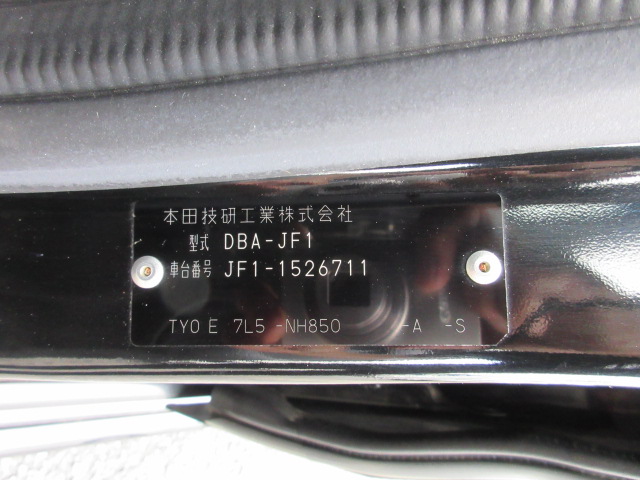 本田技研工業株式会社
型式 DBA-JF1
車台番号 JF1-1526711
TY0 E 7L5 -NH850 -A -S